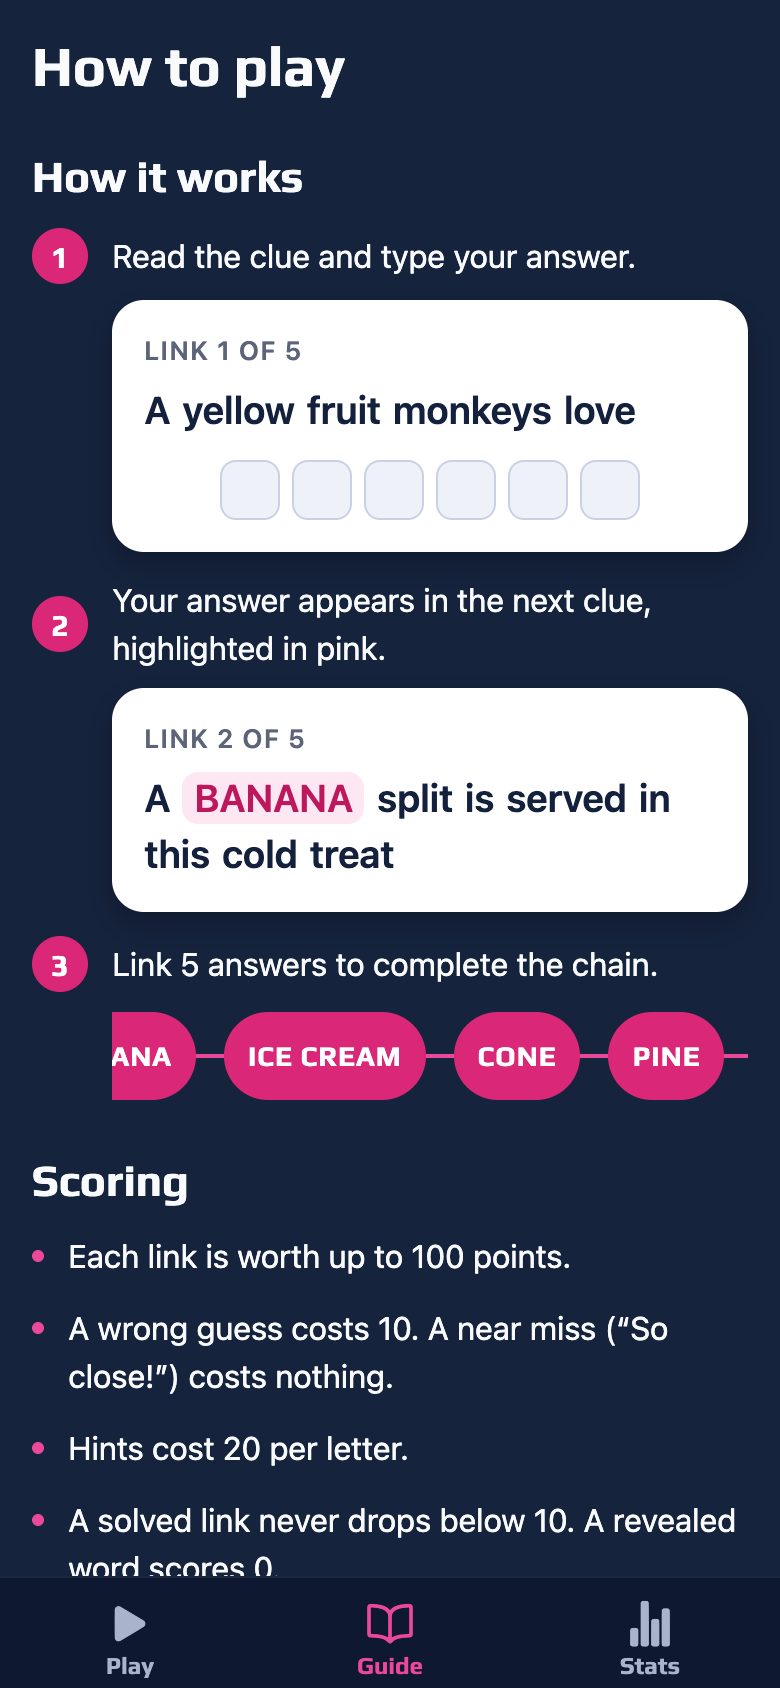 How to play
How it works
1 Read the clue and type your answer.
LINK 1 OF 5
A yellow fruit monkeys love
2 Your answer appears in the next clue,
highlighted in pink.
LINK 2 OF 5
A BANANA split is served in
this cold treat
3 Link 5 answers to complete the chain.
ANA ICE CREAM CONE PINE
Scoring
• Each link is worth up to 100 points.
• A wrong guess costs 10. A near miss (“So
close!”) costs nothing.
• Hints cost 20 per letter.
• A solved link never drops below 10. A revealed
word scores 0.
Play Guide Stats